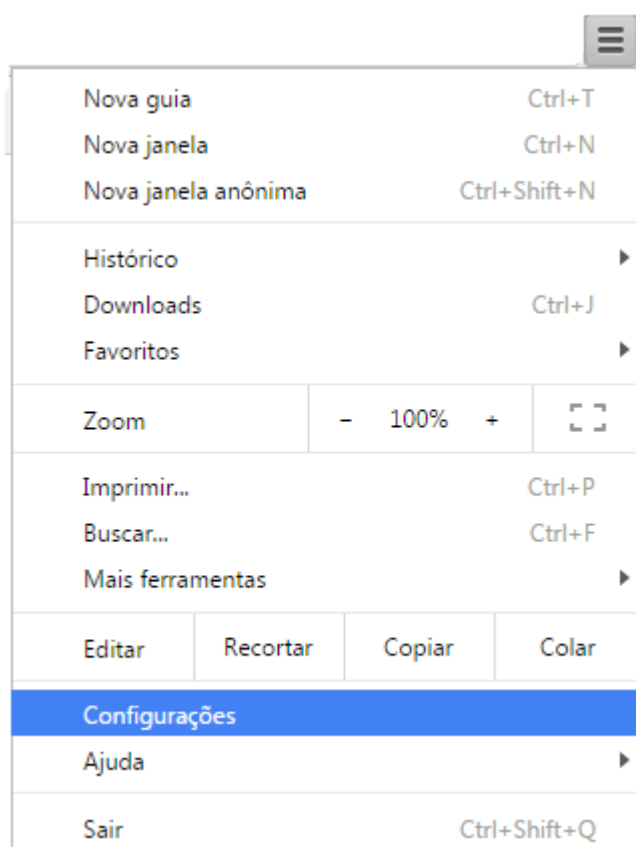 Nova guia Ctrl+T
Nova janela Ctrl+N
Nova janela anônima Ctrl+Shift+N
Histórico
Downloads Ctrl+J
Favoritos
Zoom − 100% +
Imprimir... Ctrl+P
Buscar... Ctrl+F
Mais ferramentas
Editar Recortar Copiar Colar
Configurações
Ajuda
Sair Ctrl+Shift+Q